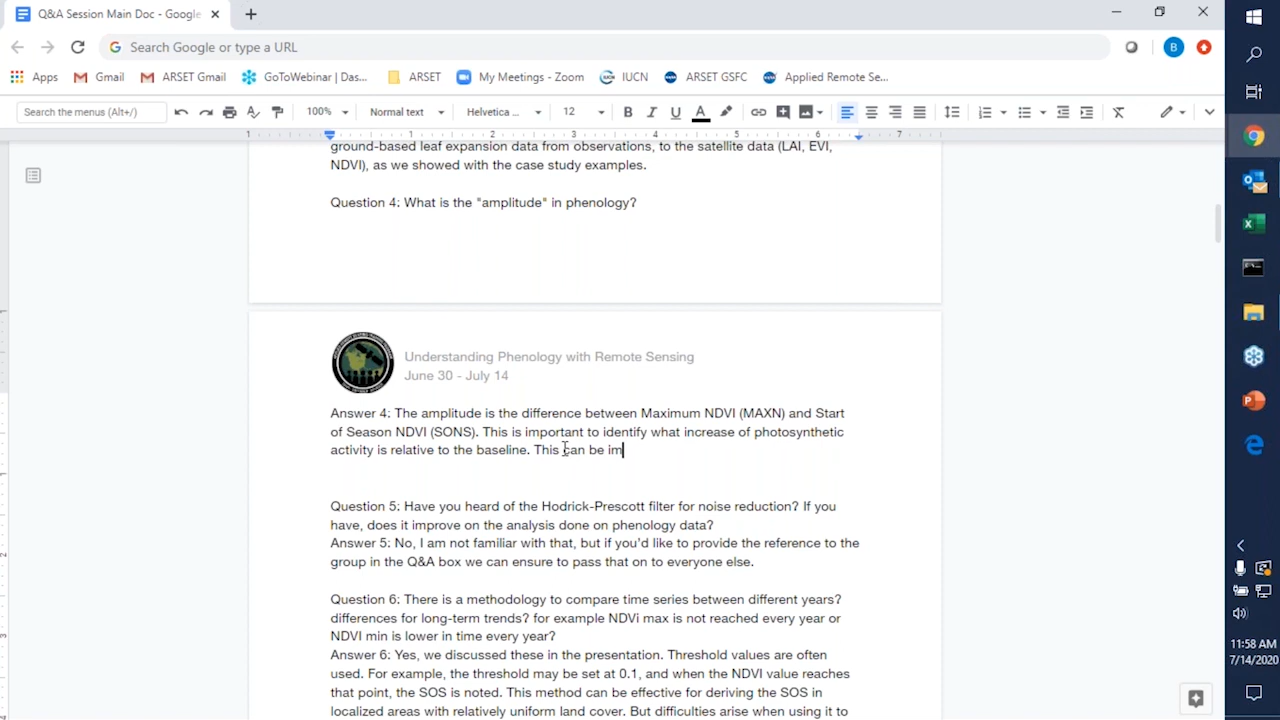 Q&A Session Main Doc - Google
Search Google or type a URL
B
Apps
Gmail
ARSET Gmail
GoToWebinar | Das...
ARSET
My Meetings - Zoom
IUCN
ARSET GSFC
Applied Remote Se...
Search the menus (Alt+/)
100%
Normal text
Helvetica ...
12
B I U A
1 1 2 3 4 5 6 7
ground-based leaf expansion data from observations, to the satellite data (LAI, EVI,
NDVI), as we showed with the case study examples.
Question 4: What is the "amplitude" in phenology?
Understanding Phenology with Remote Sensing
June 30 - July 14
Answer 4: The amplitude is the difference between Maximum NDVI (MAXN) and Start
of Season NDVI (SONS). This is important to identify what increase of photosynthetic
activity is relative to the baseline. This can be im
Question 5: Have you heard of the Hodrick-Prescott filter for noise reduction? If you
have, does it improve on the analysis done on phenology data?
Answer 5: No, I am not familiar with that, but if you'd like to provide the reference to the
group in the Q&A box we can ensure to pass that on to everyone else.
Question 6: There is a methodology to compare time series between different years?
differences for long-term trends? for example NDVi max is not reached every year or
NDVI min is lower in time every year?
Answer 6: Yes, we discussed these in the presentation. Threshold values are often
used. For example, the threshold may be set at 0.1, and when the NDVI value reaches
that point, the SOS is noted. This method can be effective for deriving the SOS in
localized areas with relatively uniform land cover. But difficulties arise when using it to
11:58 AM
7/14/2020